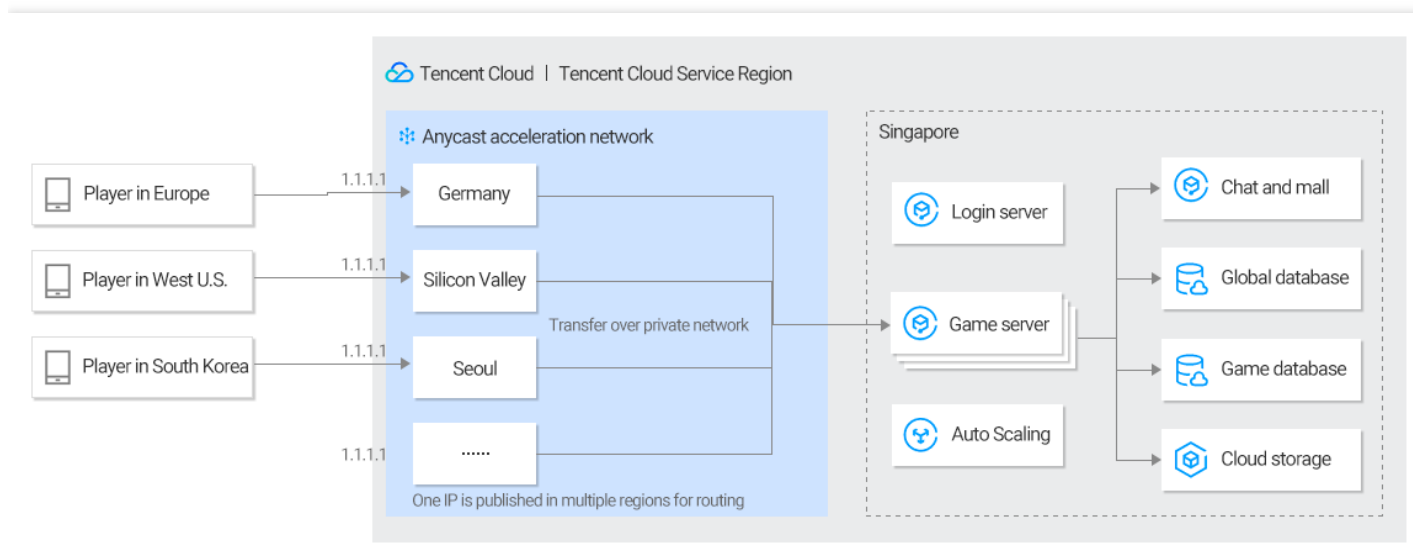 Tencent Cloud | Tencent Cloud Service Region
Anycast acceleration network
Singapore
Player in Europe
1.1.1.1
Germany
Player in West U.S.
1.1.1.1
Silicon Valley
Transfer over private network
Player in South Korea
1.1.1.1
Seoul
1.1.1.1
......
One IP is published in multiple regions for routing
Login server
Game server
Auto Scaling
Chat and mall
Global database
Game database
Cloud storage